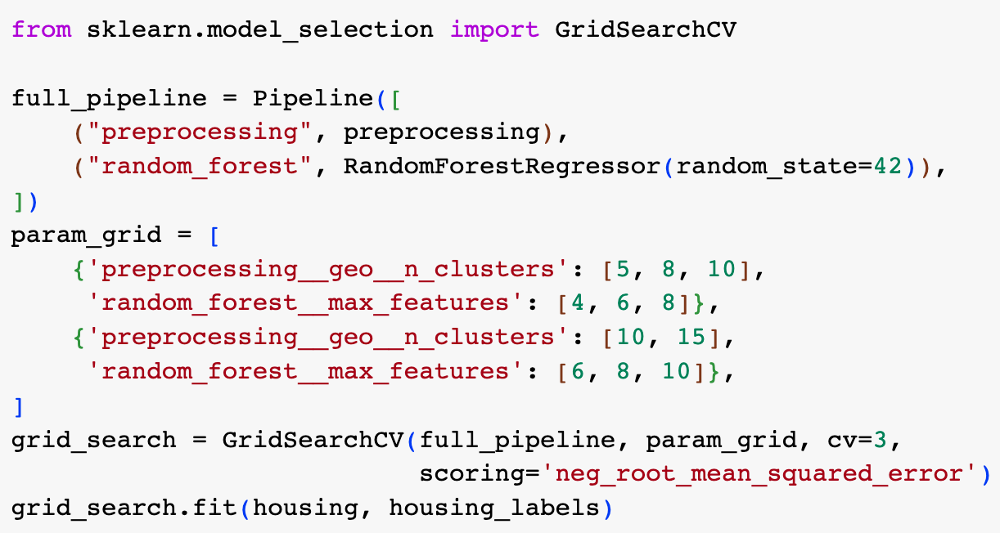 from sklearn.model_selection import GridSearchCV

full_pipeline = Pipeline([
    ("preprocessing", preprocessing),
    ("random_forest", RandomForestRegressor(random_state=42)),
])
param_grid = [
    {'preprocessing__geo__n_clusters': [5, 8, 10],
     'random_forest__max_features': [4, 6, 8]},
    {'preprocessing__geo__n_clusters': [10, 15],
     'random_forest__max_features': [6, 8, 10]},
]
grid_search = GridSearchCV(full_pipeline, param_grid, cv=3,
                           scoring='neg_root_mean_squared_error')
grid_search.fit(housing, housing_labels)